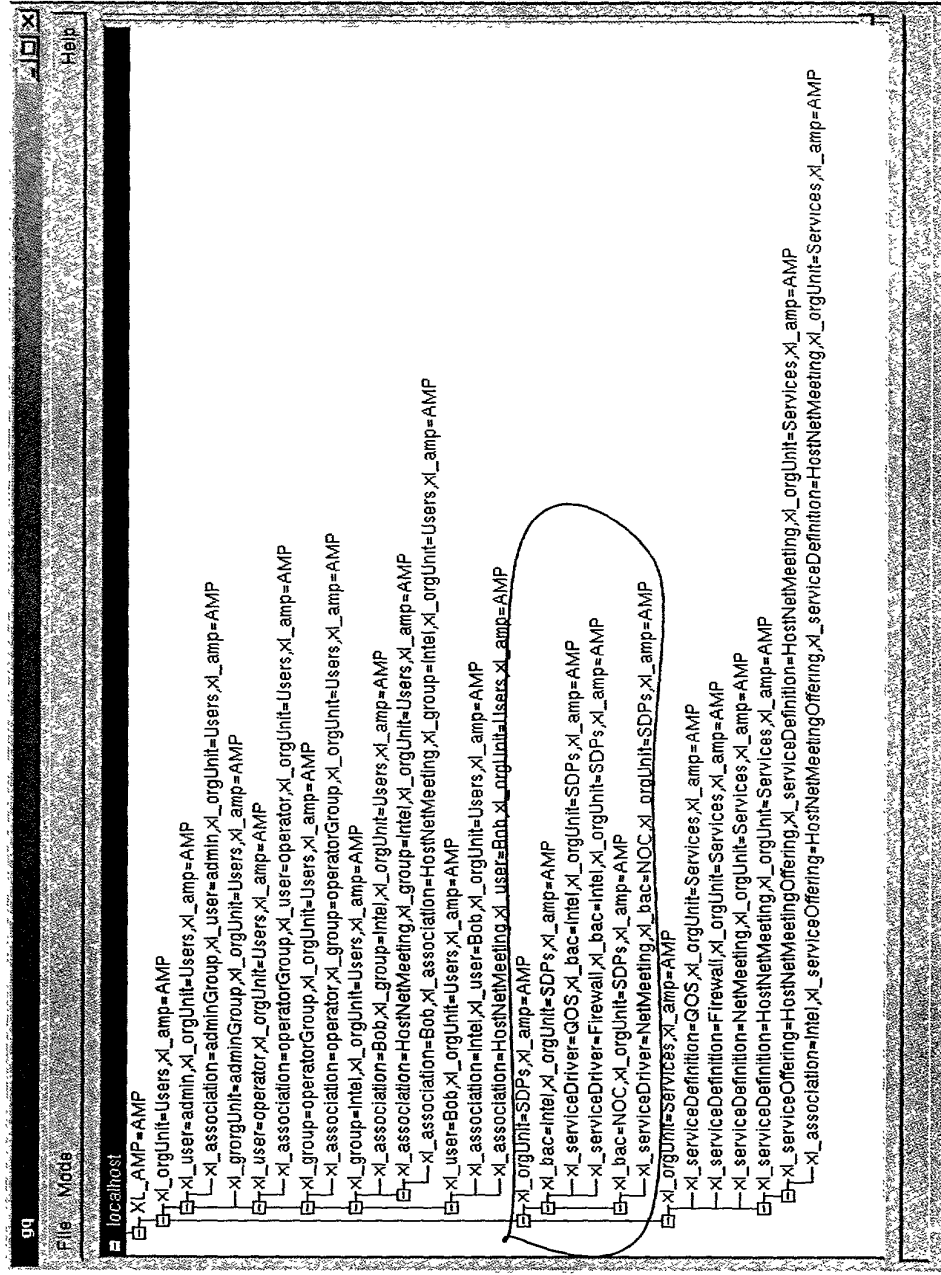 gq
File Mode Help
localhost
XL_AMP=AMP
xl_orgUnit=Users,xl_amp=AMP
xl_user=admin,xl_orgUnit=Users,xl_amp=AMP
xl_association=adminGroup,xl_user=admin,xl_orgUnit=Users,xl_amp=AMP
xl_group=adminGroup,xl_orgUnit=Users,xl_amp=AMP
xl_user=operator,xl_orgUnit=Users,xl_amp=AMP
xl_association=operatorGroup,xl_user=operator,xl_orgUnit=Users,xl_amp=AMP
xl_group=operatorGroup,xl_orgUnit=Users,xl_amp=AMP
xl_association=operator,xl_group=operatorGroup,xl_orgUnit=Users,xl_amp=AMP
xl_group=Intel,xl_orgUnit=Users,xl_amp=AMP
xl_association=Bob,xl_group=Intel,xl_orgUnit=Users,xl_amp=AMP
xl_association=HostNetMeeting,xl_group=Intel,xl_orgUnit=Users,xl_amp=AMP
xl_association=Bob,xl_association=HostNetMeeting,xl_group=Intel,xl_orgUnit=Users,xl_amp=AMP
xl_user=Bob,xl_orgUnit=Users,xl_amp=AMP
xl_association=Intel,xl_user=Bob,xl_orgUnit=Users,xl_amp=AMP
xl_association=HostNetMeeting,xl_user=Bob,xl_orgUnit=Users,xl_amp=AMP
xl_orgUnit=SDPs,xl_amp=AMP
xl_bac=Intel,xl_orgUnit=SDPs,xl_amp=AMP
xl_serviceDriver=QOS,xl_bac=Intel,xl_orgUnit=SDPs,xl_amp=AMP
xl_serviceDriver=Firewall,xl_bac=Intel,xl_orgUnit=SDPs,xl_amp=AMP
xl_bac=NOC,xl_orgUnit=SDPs,xl_amp=AMP
xl_serviceDriver=NetMeeting,xl_bac=NOC,xl_orgUnit=SDPs,xl_amp=AMP
xl_orgUnit=Services,xl_amp=AMP
xl_serviceDefinition=QOS,xl_orgUnit=Services,xl_amp=AMP
xl_serviceDefinition=Firewall,xl_orgUnit=Services,xl_amp=AMP
xl_serviceDefinition=NetMeeting,xl_orgUnit=Services,xl_amp=AMP
xl_serviceDefinition=HostNetMeeting,xl_orgUnit=Services,xl_amp=AMP
xl_serviceOffering=HostNetMeetingOffering,xl_serviceDefinition=HostNetMeeting,xl_orgUnit=Services,xl_amp=AMP
xl_association=Intel,xl_serviceOffering=HostNetMeetingOffering,xl_serviceDefinition=HostNetMeeting,xl_orgUnit=Services,xl_amp=AMP